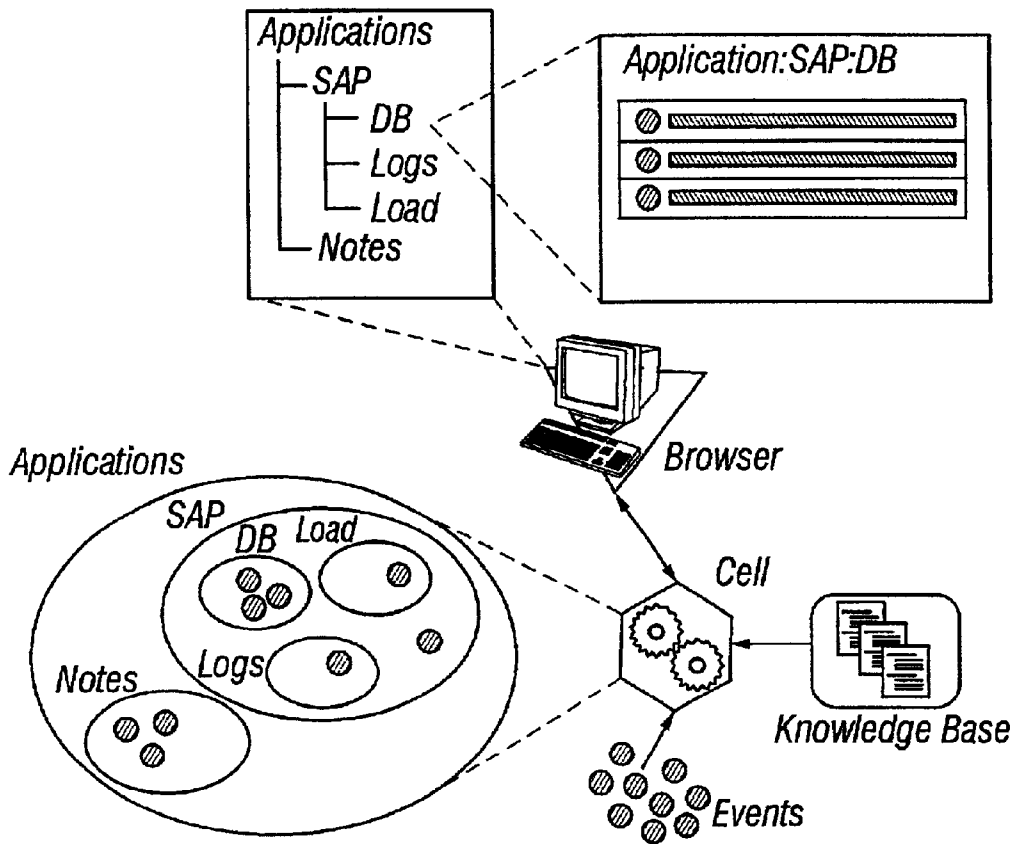 Applications
SAP
DB
Logs
Load
Notes
Application:SAP:DB
Browser
Applications
SAP
DB
Load
Logs
Notes
Cell
Knowledge Base
Events